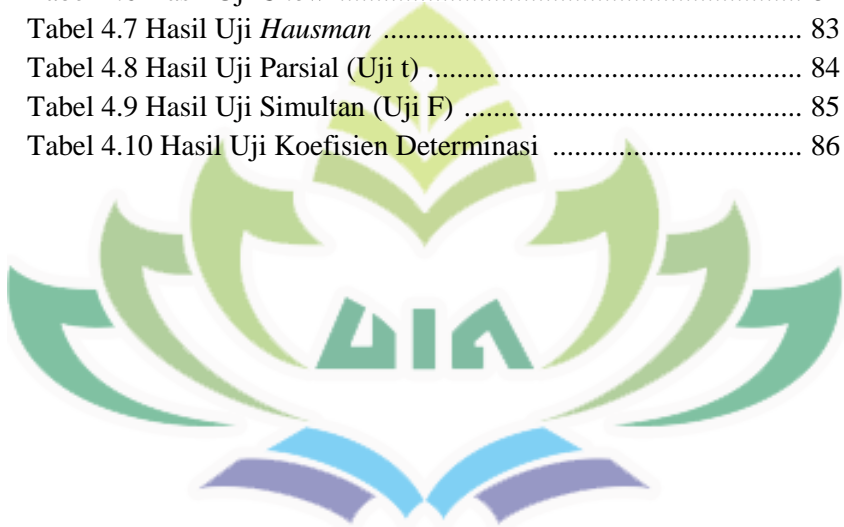 Tabel 4.7 Hasil Uji Hausman ................................................... 83
Tabel 4.8 Hasil Uji Parsial (Uji t) ............................................. 84
Tabel 4.9 Hasil Uji Simultan (Uji F) ........................................ 85
Tabel 4.10 Hasil Uji Koefisien Determinasi .............................. 86
UIN